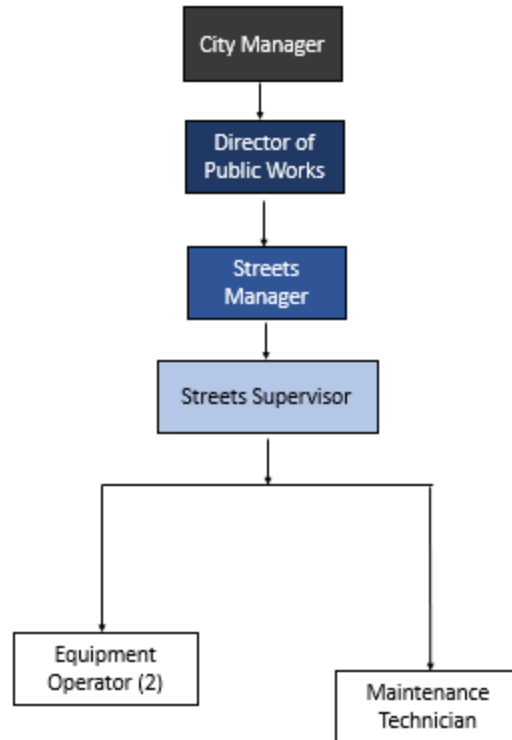 City Manager
Director of
Public Works
Streets
Manager
Streets Supervisor
Equipment
Operator (2)
Maintenance
Technician